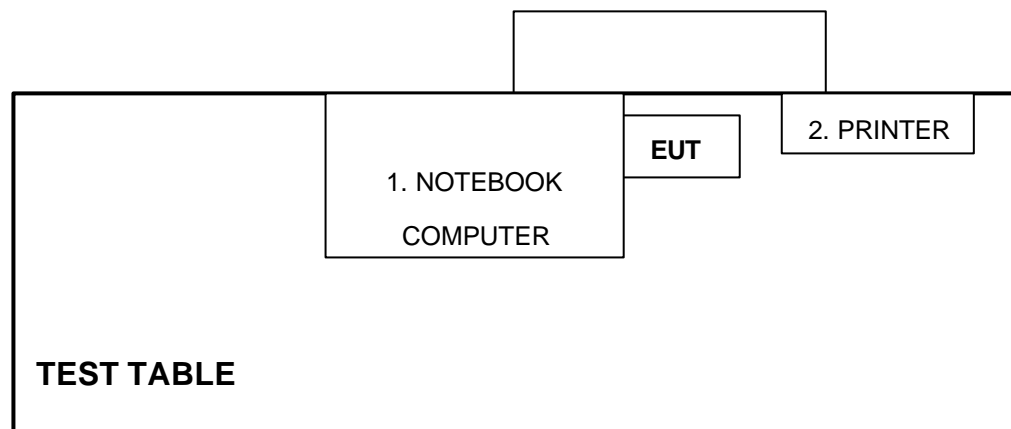 2. PRINTER
EUT
1. NOTEBOOK
COMPUTER
TEST TABLE